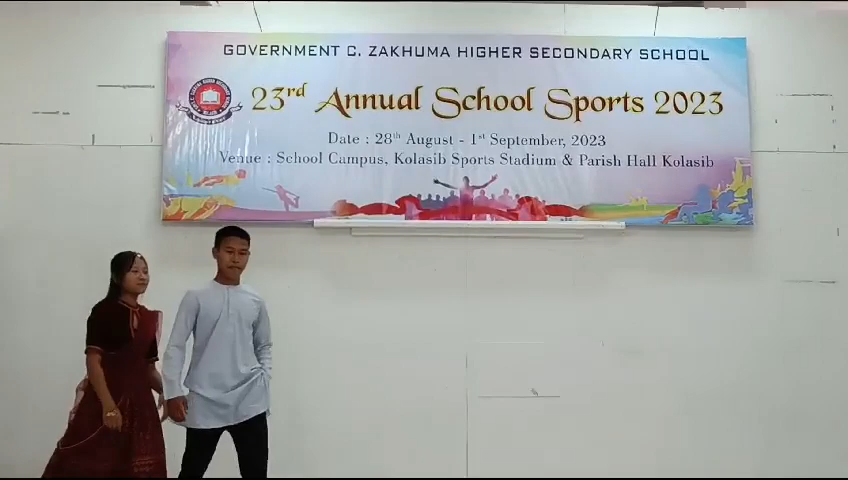 GOVERNMENT C. ZAKHUMA HIGHER SECONDARY SCHOOL
23rd Annual School Sports 2023
Date : 28th August - 1st September, 2023
Venue : School Campus, Kolasib Sports Stadium & Parish Hall Kolasib